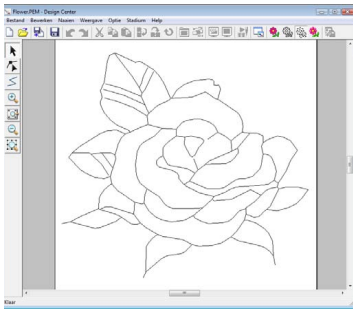 Flower.PEM - Design Center
Bestand Bewerken Naaien Weergave Optie Stadium Help
Klaar